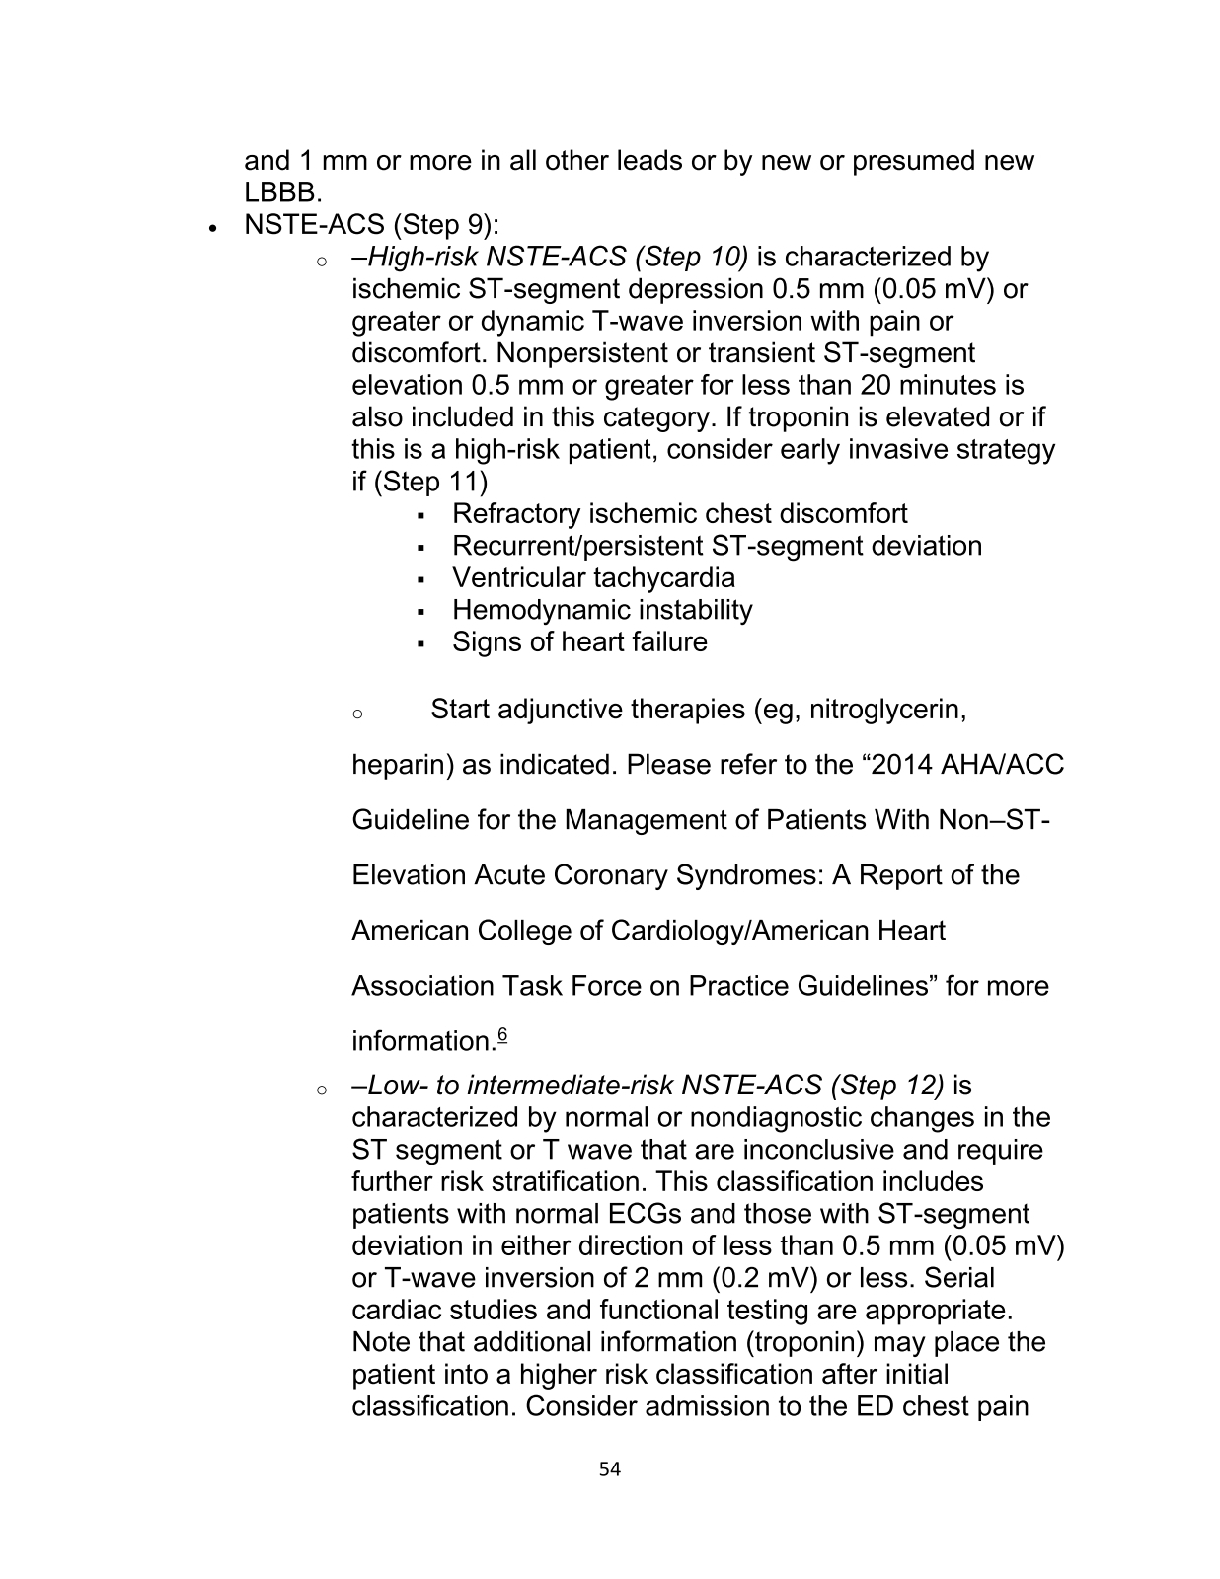 and 1 mm or more in all other leads or by new or presumed new
LBBB.
• NSTE-ACS (Step 9):
o –High-risk NSTE-ACS (Step 10) is characterized by
ischemic ST-segment depression 0.5 mm (0.05 mV) or
greater or dynamic T-wave inversion with pain or
discomfort. Nonpersistent or transient ST-segment
elevation 0.5 mm or greater for less than 20 minutes is
also included in this category. If troponin is elevated or if
this is a high-risk patient, consider early invasive strategy
if (Step 11)
▪ Refractory ischemic chest discomfort
▪ Recurrent/persistent ST-segment deviation
▪ Ventricular tachycardia
▪ Hemodynamic instability
▪ Signs of heart failure
o Start adjunctive therapies (eg, nitroglycerin,
heparin) as indicated. Please refer to the “2014 AHA/ACC
Guideline for the Management of Patients With Non–ST-
Elevation Acute Coronary Syndromes: A Report of the
American College of Cardiology/American Heart
Association Task Force on Practice Guidelines” for more
information.6
o –Low- to intermediate-risk NSTE-ACS (Step 12) is
characterized by normal or nondiagnostic changes in the
ST segment or T wave that are inconclusive and require
further risk stratification. This classification includes
patients with normal ECGs and those with ST-segment
deviation in either direction of less than 0.5 mm (0.05 mV)
or T-wave inversion of 2 mm (0.2 mV) or less. Serial
cardiac studies and functional testing are appropriate.
Note that additional information (troponin) may place the
patient into a higher risk classification after initial
classification. Consider admission to the ED chest pain
54